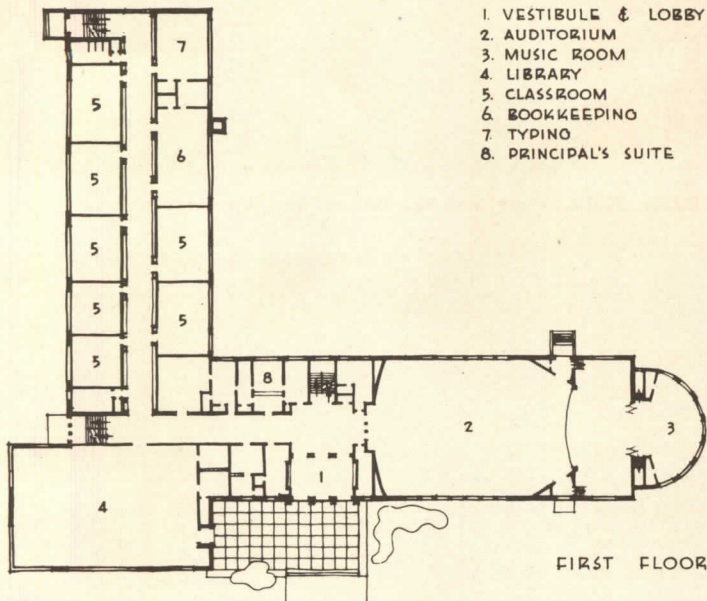 1. VESTIBULE & LOBBY
2. AUDITORIUM
3. MUSIC ROOM
4. LIBRARY
5. CLASSROOM
6. BOOKKEEPING
7. TYPING
8. PRINCIPAL'S SUITE
7
5
6
5
5
5
5
5
5
8
2
3
1
4
FIRST FLOOR